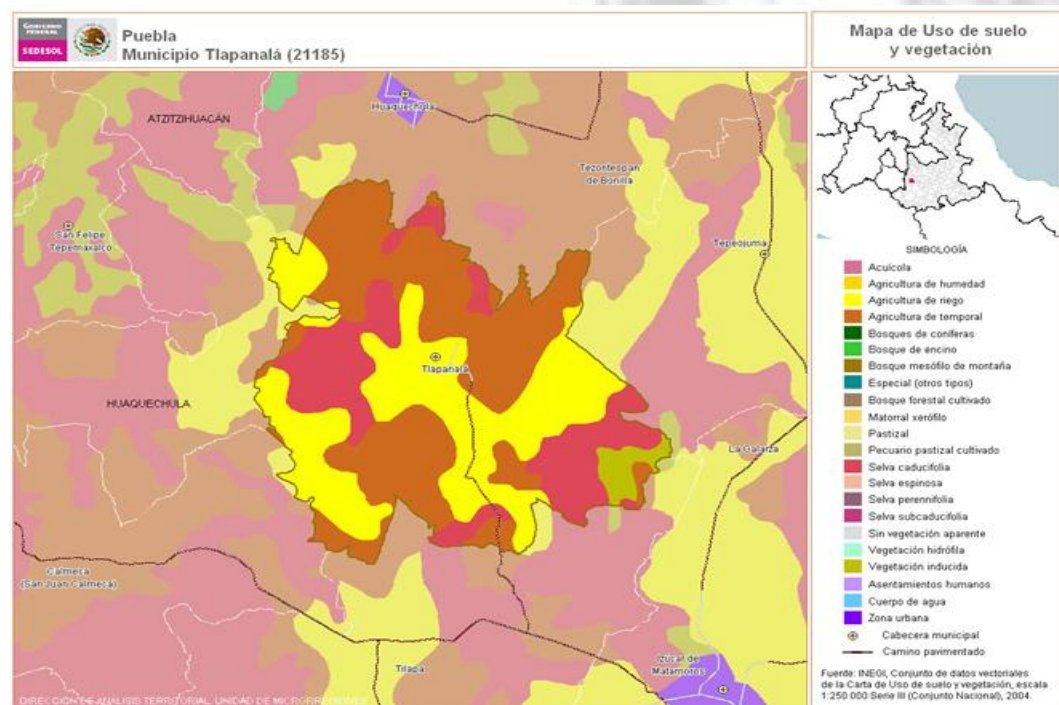 GOBIERNO
FEDERAL
SEDESOL
Puebla
Municipio Tlapanalá (21185)
Mapa de Uso de suelo
y vegetación
Huaquechula
ATZITZIHUACÁN
Tezonteopan
de Bonilla
San Felipe
Tepemaxalco
Tepeojuma
Tlapanalá
HUAQUECHULA
La Galarza
Calmeca
(San Juan Calmeca)
Tilapa
Izúcar de
Matamoros
DIRECCIÓN DE ANÁLISIS TERRITORIAL, UNIDAD DE MICRORREGIONES
SIMBOLOGÍA
Acuícola
Agricultura de humedad
Agricultura de riego
Agricultura de temporal
Bosques de coníferas
Bosque de encino
Bosque mesófilo de montaña
Especial (otros tipos)
Bosque forestal cultivado
Matorral xerófilo
Pastizal
Pecuario pastizal cultivado
Selva caducifolia
Selva espinosa
Selva perennifolia
Selva subcaducifolia
Sin vegetación aparente
Vegetación hidrófila
Vegetación inducida
Asentamientos humanos
Cuerpo de agua
Zona urbana
Cabecera municipal
Camino pavimentado
Fuente: INEGI, Conjunto de datos vectoriales
de la Carta de Uso de suelo y vegetación, escala
1:250 000 Serie III (Conjunto Nacional), 2004.